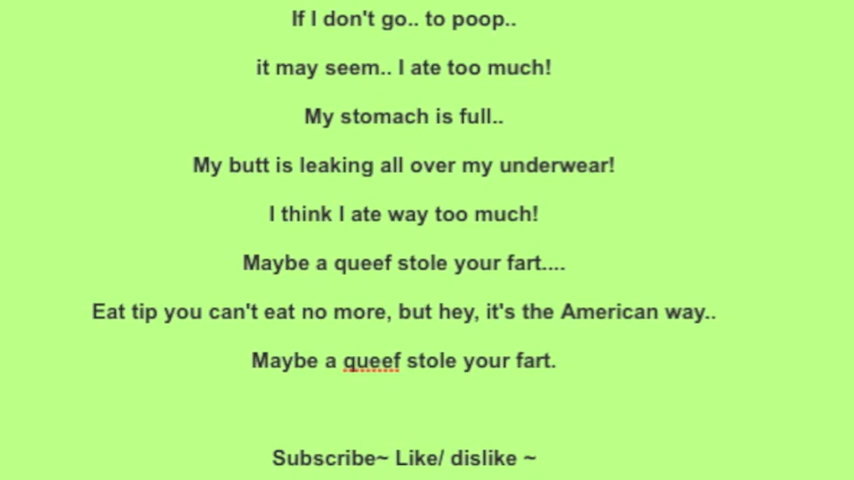 If I don't go.. to poop..
it may seem.. I ate too much!
My stomach is full..
My butt is leaking all over my underwear!
I think I ate way too much!
Maybe a queef stole your fart....
Eat tip you can't eat no more, but hey, it's the American way..
Maybe a queef stole your fart.
Subscribe~ Like/ dislike ~